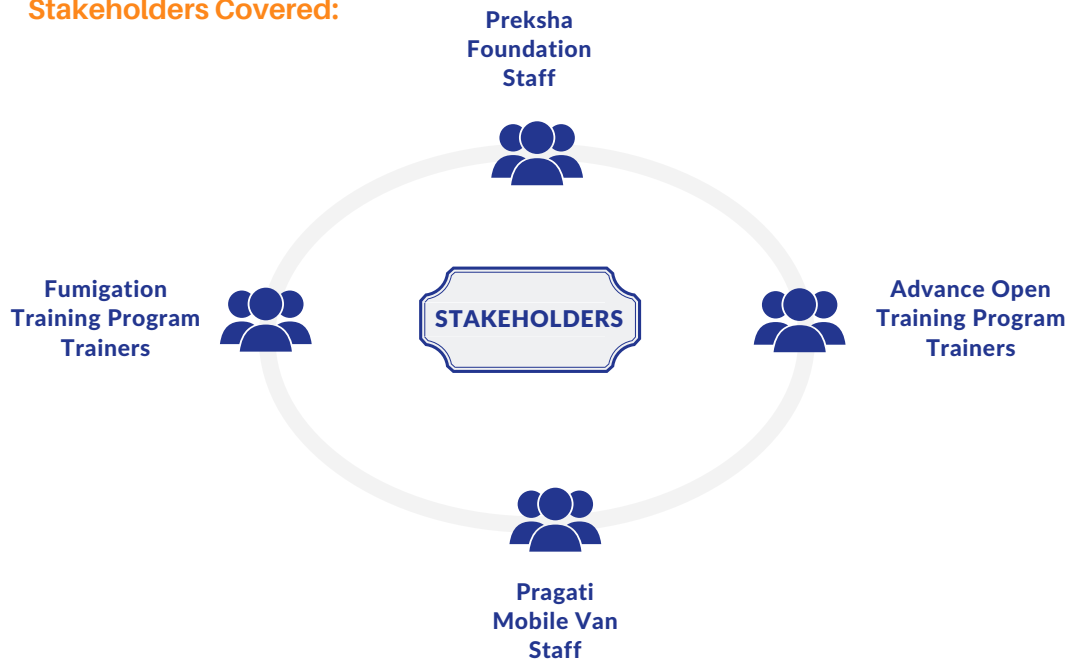 Stakeholders Covered:
Preksha
Foundation
Staff
Fumigation
Training Program
Trainers
STAKEHOLDERS
Advance Open
Training Program
Trainers
Pragati
Mobile Van
Staff